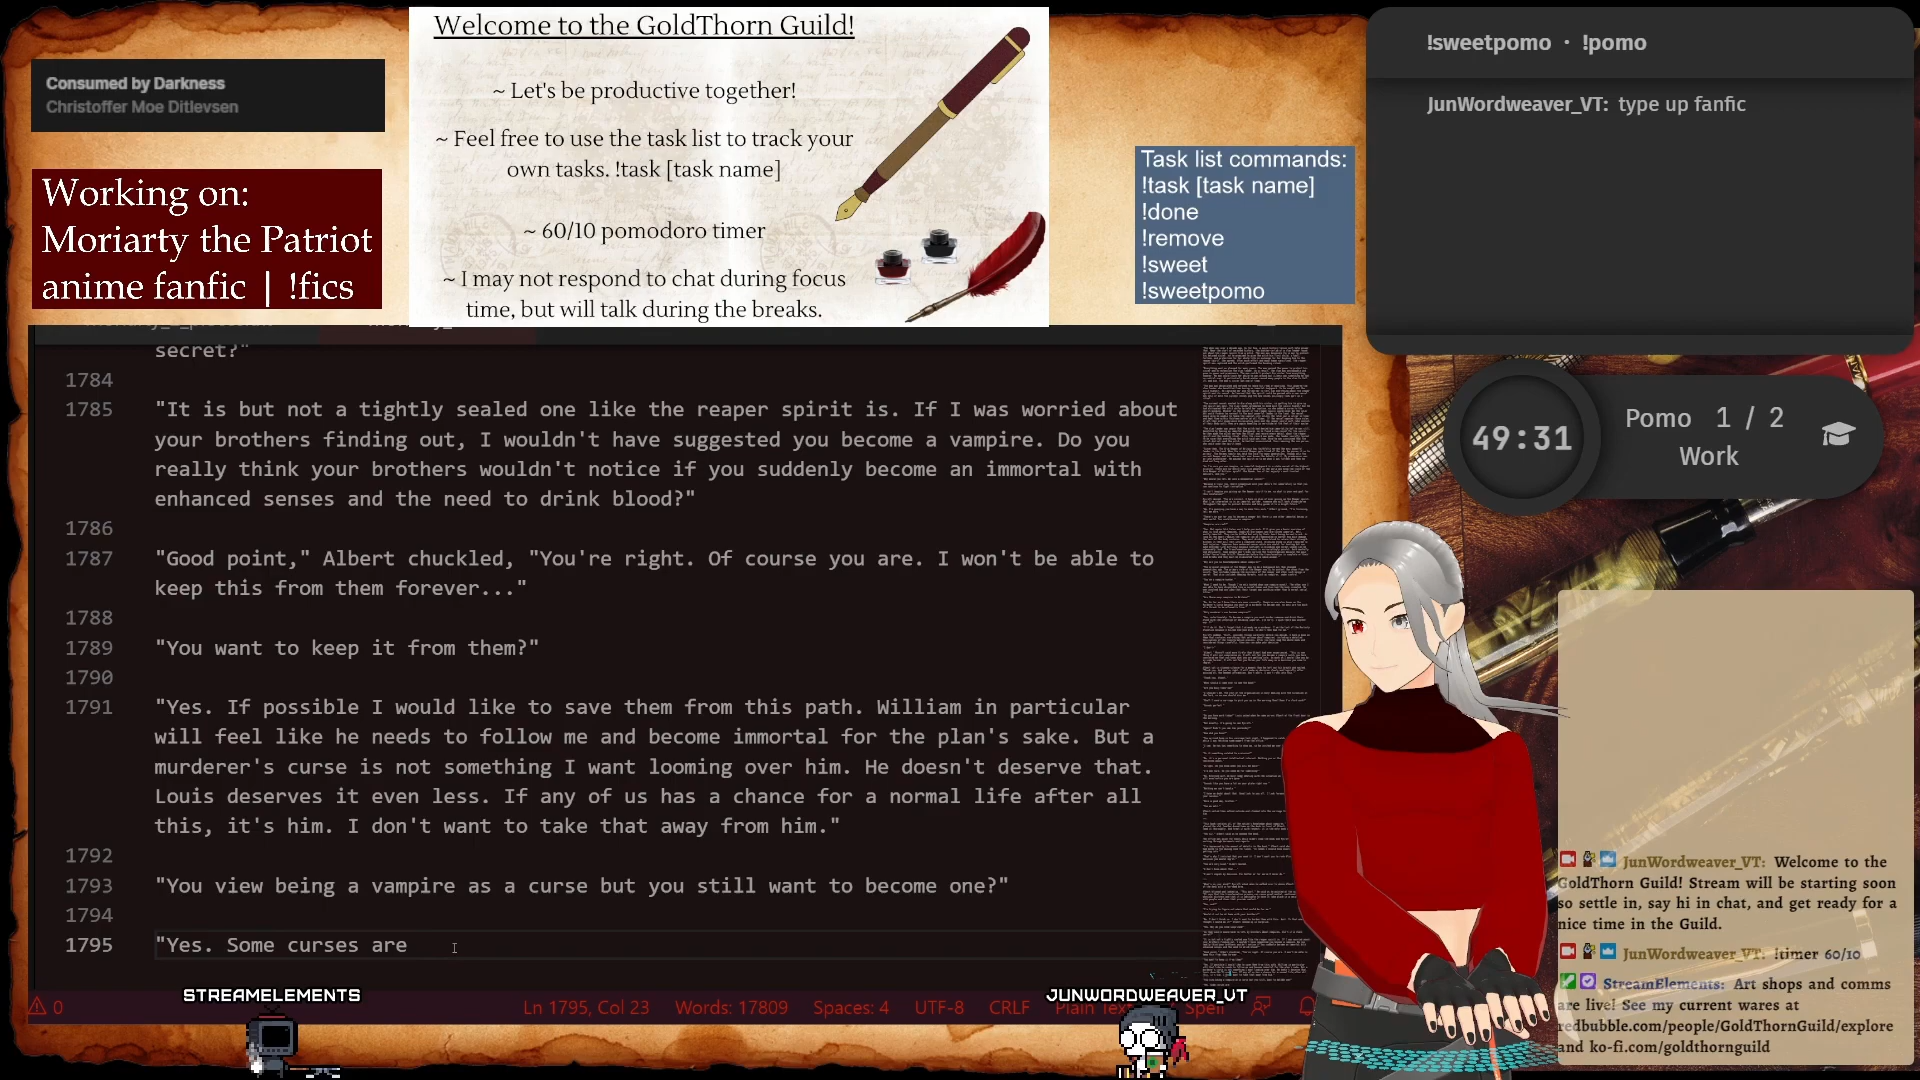 Consumed by Darkness
Christoffer Moe Ditlevsen
Working on:
Moriarty the Patriot
anime fanfic | !fics
Welcome to the GoldThorn Guild!
~ Let's be productive together!
~ Feel free to use the task list to track your
own tasks. !task [task name]
~ 60/10 pomodoro timer
~ I may not respond to chat during focus
time, but will talk during the breaks.
Task list commands:
!task [task name]
!done
!remove
!sweet
!sweetpomo
!sweetpomo · !pomo
JunWordweaver_VT: type up fanfic
49:31
Pomo 1 / 2
Work
secret?"
1784
1785 "It is but not a tightly sealed one like the reaper spirit is. If I was worried about
your brothers finding out, I wouldn't have suggested you become a vampire. Do you
really think your brothers wouldn't notice if you suddenly become an immortal with
enhanced senses and the need to drink blood?"
1786
1787 "Good point," Albert chuckled, "You're right. Of course you are. I won't be able to
keep this from them forever..."
1788
1789 "You want to keep it from them?"
1790
1791 "Yes. If possible I would like to save them from this path. William in particular
will feel like he needs to follow me and become immortal for the plan's sake. But a
murderer's curse is not something I want looming over him. He doesn't deserve that.
Louis deserves it even less. If any of us has a chance for a normal life after all
this, it's him. I don't want to take that away from him."
1792
1793 "You view being a vampire as a curse but you still want to become one?"
1794
1795 "Yes. Some curses are
0 Ln 1795, Col 23 Words: 17809 Spaces: 4 UTF-8 CRLF Plain Spell
STREAMELEMENTS
JUNWORDWEAVER_VT
JunWordweaver_VT: Welcome to the
GoldThorn Guild! Stream will be starting soon
so settle in, say hi in chat, and get ready for a
nice time in the Guild.
JunWordweaver_VT: !timer 60/10
StreamElements: Art shops and comms
are live! See my current wares at
redbubble.com/people/GoldThornGuild/explore
and ko-fi.com/goldthornguild